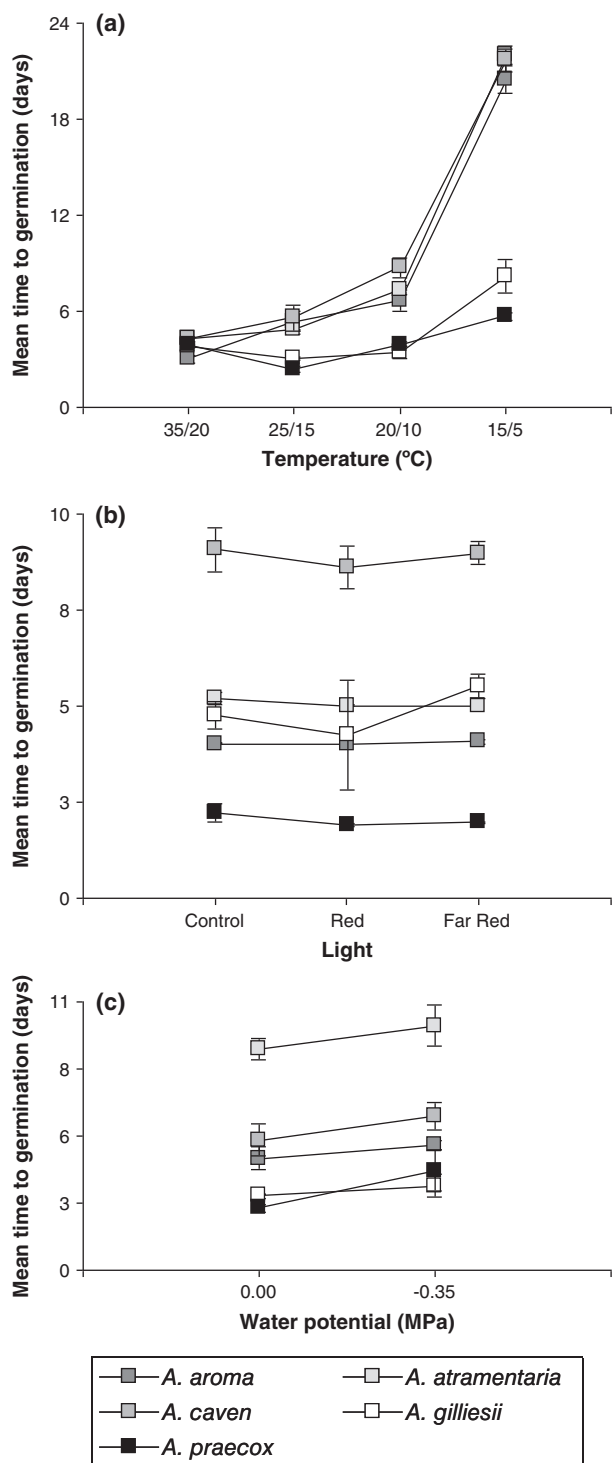 (a)
Mean time to germination (days)
24
18
12
6
0
35/20 25/15 20/10 15/5
Temperature (ºC)
(b)
Mean time to germination (days)
10
8
5
3
0
Control Red Far Red
Light
(c)
Mean time to germination (days)
11
8
6
3
0
0.00 -0.35
Water potential (MPa)
A. aroma A. atramentaria
A. caven A. gilliesii
A. praecox